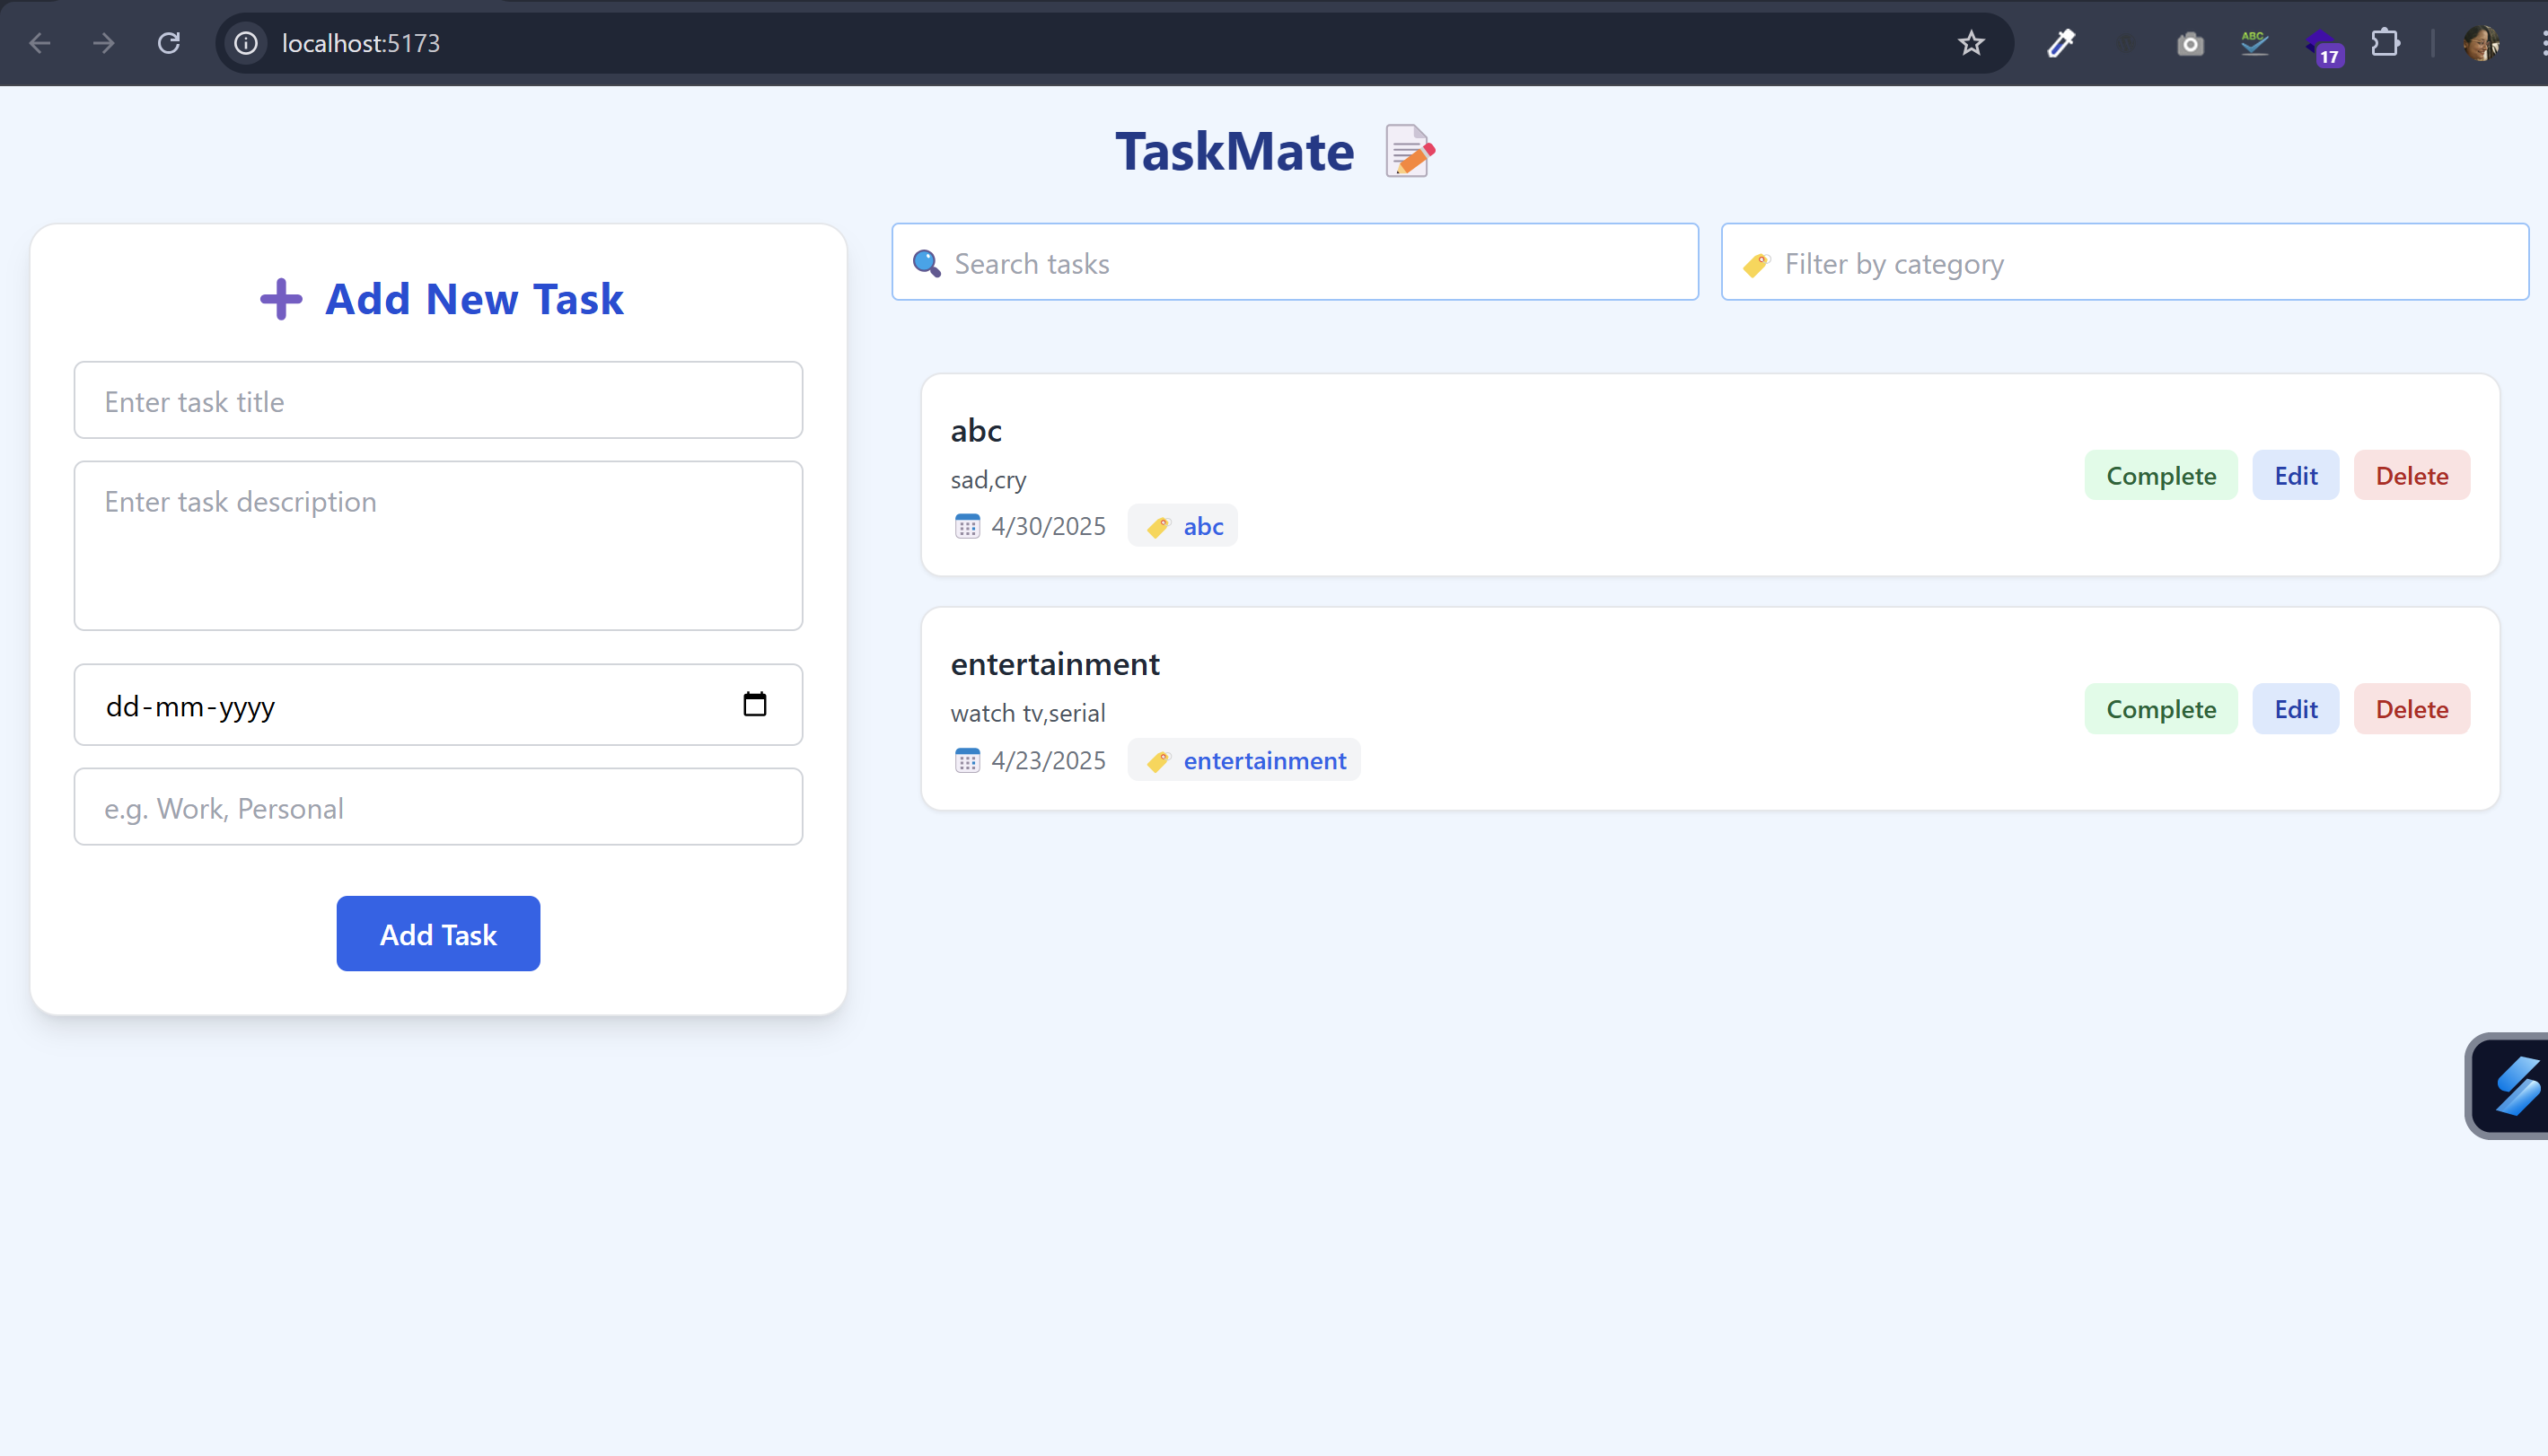 localhost:5173
ABC
17
TaskMate
Add New Task
Enter task title
Enter task description
dd-mm-yyyy
e.g. Work, Personal
Add Task
Search tasks
Filter by category
abc
sad,cry
4/30/2025
abc
Complete
Edit
Delete
entertainment
watch tv,serial
4/23/2025
entertainment
Complete
Edit
Delete